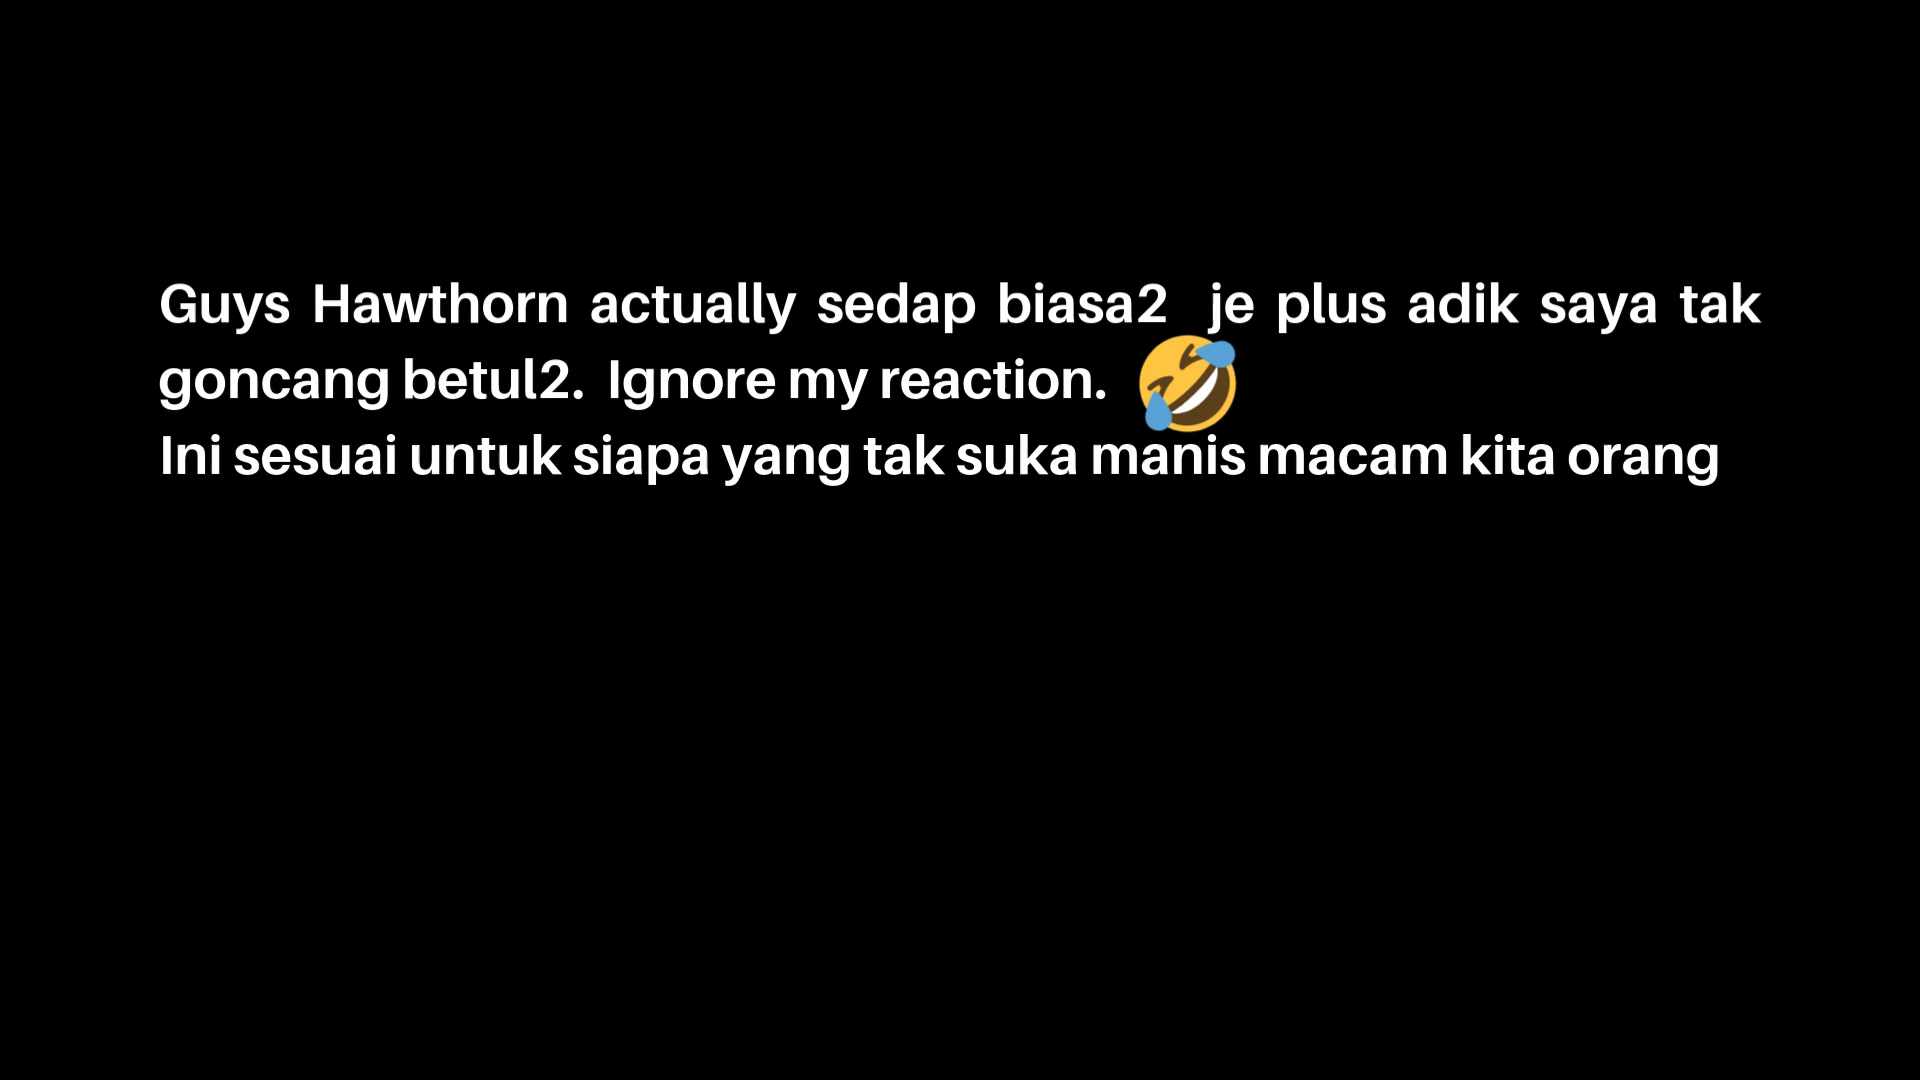 Guys Hawthorn actually sedap biasa2 je plus adik saya tak
goncang betul2. Ignore my reaction. 🤣
Ini sesuai untuk siapa yang tak suka manis macam kita orang